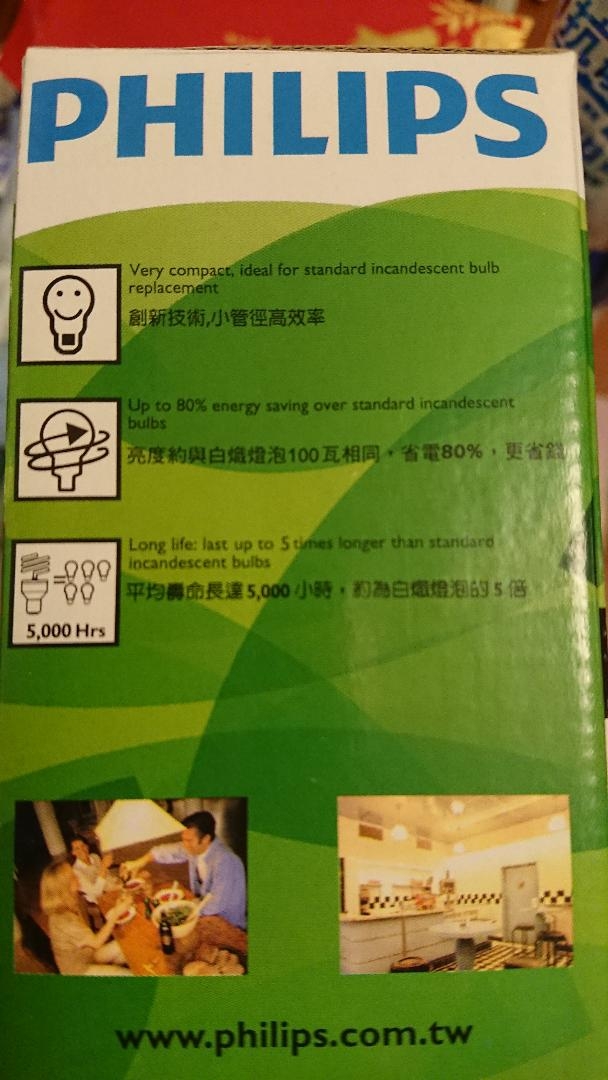 PHILIPS
Very compact, ideal for standard incandescent bulb
replacement
創新技術,小管徑高效率
Up to 80% energy saving over standard incandescent
bulbs
亮度約與白熾燈泡100瓦相同，省電80%，更省錢
Long life: last up to 5 times longer than standard
incandescent bulbs
平均壽命長達5,000小時，約為白熾燈泡的5倍
5,000 Hrs
www.philips.com.tw